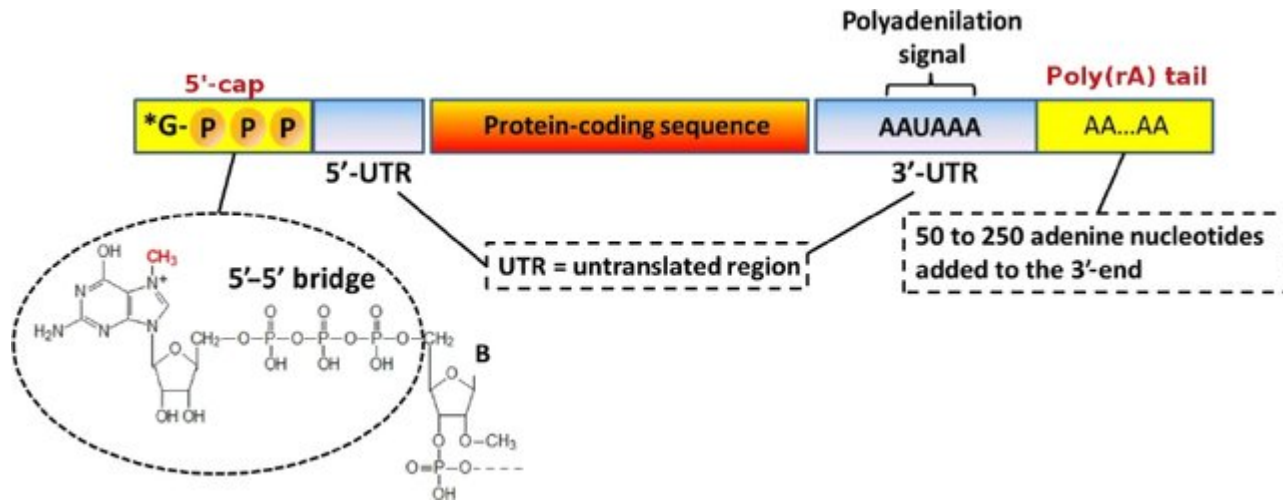 Polyadenilation
signal
5'-cap
Poly(rA) tail
*G- P P P
Protein-coding sequence
AAUAAA
AA...AA
5'-UTR
3'-UTR
UTR = untranslated region
50 to 250 adenine nucleotides
added to the 3'-end
5'–5' bridge
OH
CH₃
N
N⁺
H₂N
N
N
O
CH₂–O–P–O–P–O–P–O–CH₂
O O O
OH OH OH
B
O
OH OH
O O–CH₃
O=P–O----
OH